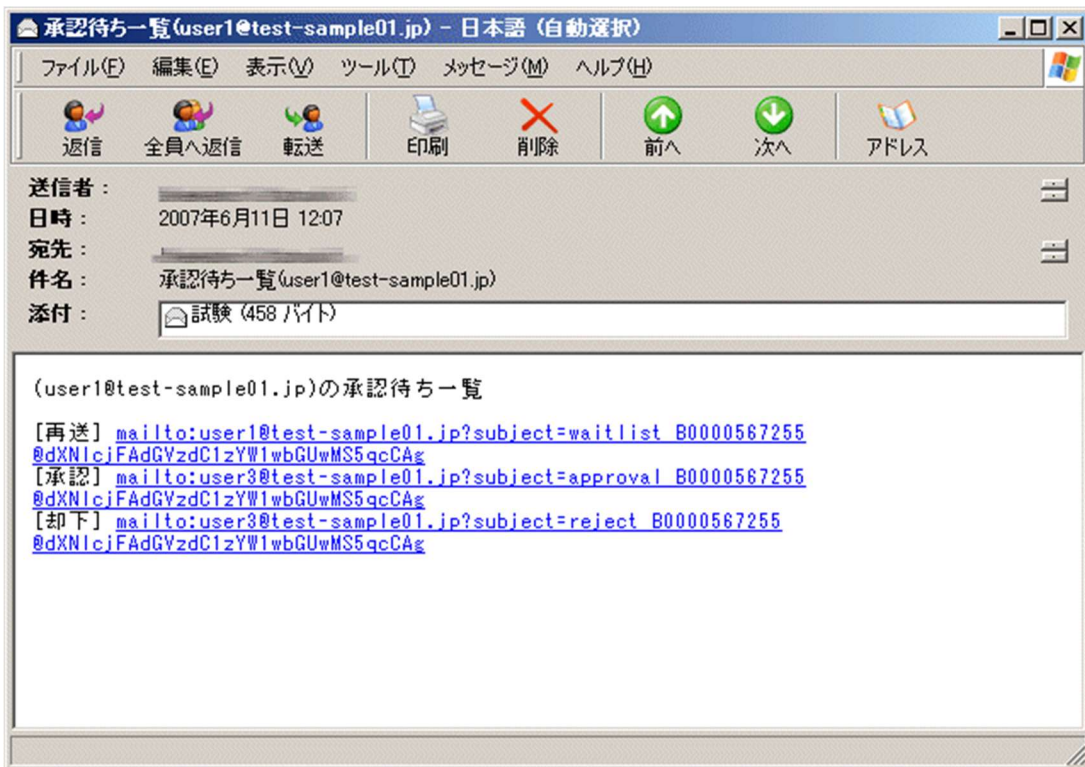 承認待ち一覧(user1@test-sample01.jp) - 日本語 (自動選択)
ファイル(F) 編集(E) 表示(V) ツール(T) メッセージ(M) ヘルプ(H)
返信 全員へ返信 転送 印刷 削除 前へ 次へ アドレス
送信者：
日時： 2007年6月11日 12:07
宛先：
件名： 承認待ち一覧(user1@test-sample01.jp)
添付： 試験 (458 バイト)
(user1@test-sample01.jp)の承認待ち一覧
[再送] mailto:user1@test-sample01.jp?subject=waitlist B0000567255
@dXNlcjFAdGVzdC1zYW1wbGUwMS5qcCAg
[承認] mailto:user3@test-sample01.jp?subject=approval B0000567255
@dXNlcjFAdGVzdC1zYW1wbGUwMS5qcCAg
[却下] mailto:user3@test-sample01.jp?subject=reject B0000567255
@dXNlcjFAdGVzdC1zYW1wbGUwMS5qcCAg